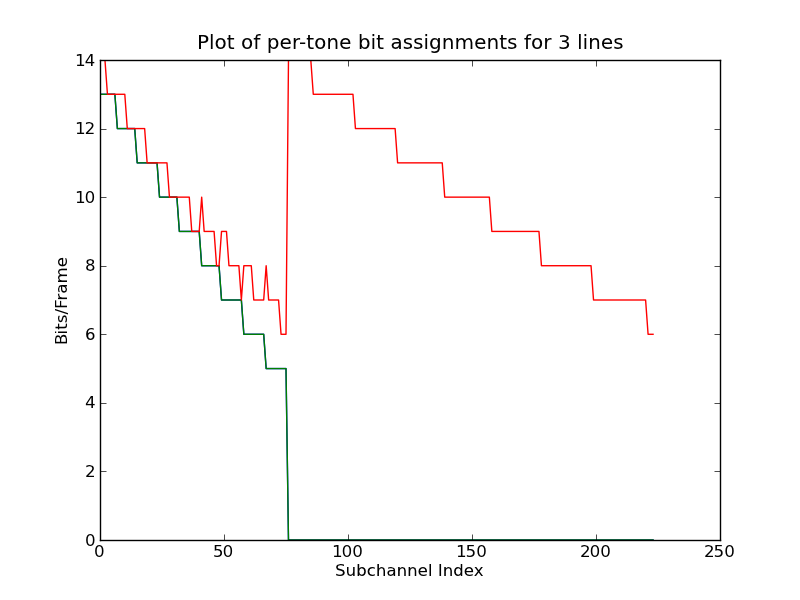 Plot of per-tone bit assignments for 3 lines
14
12
10
8
6
4
2
0
Bits/Frame
0 50 100 150 200 250
Subchannel Index